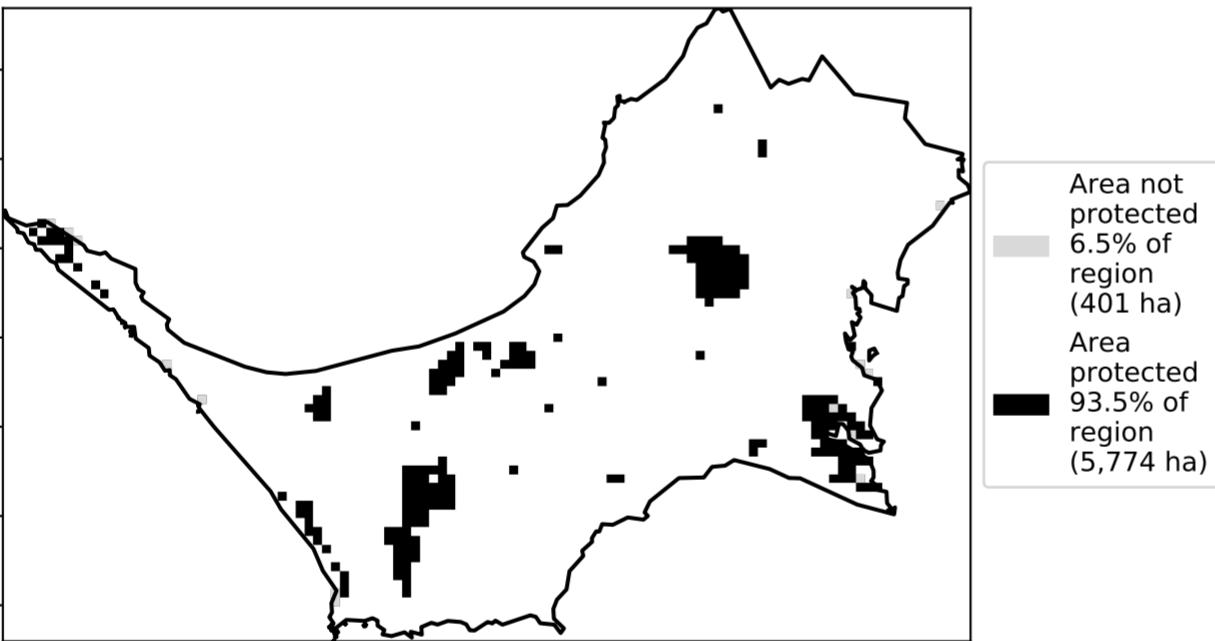 Area not
protected
6.5% of
region
(401 ha)
Area
protected
93.5% of
region
(5,774 ha)